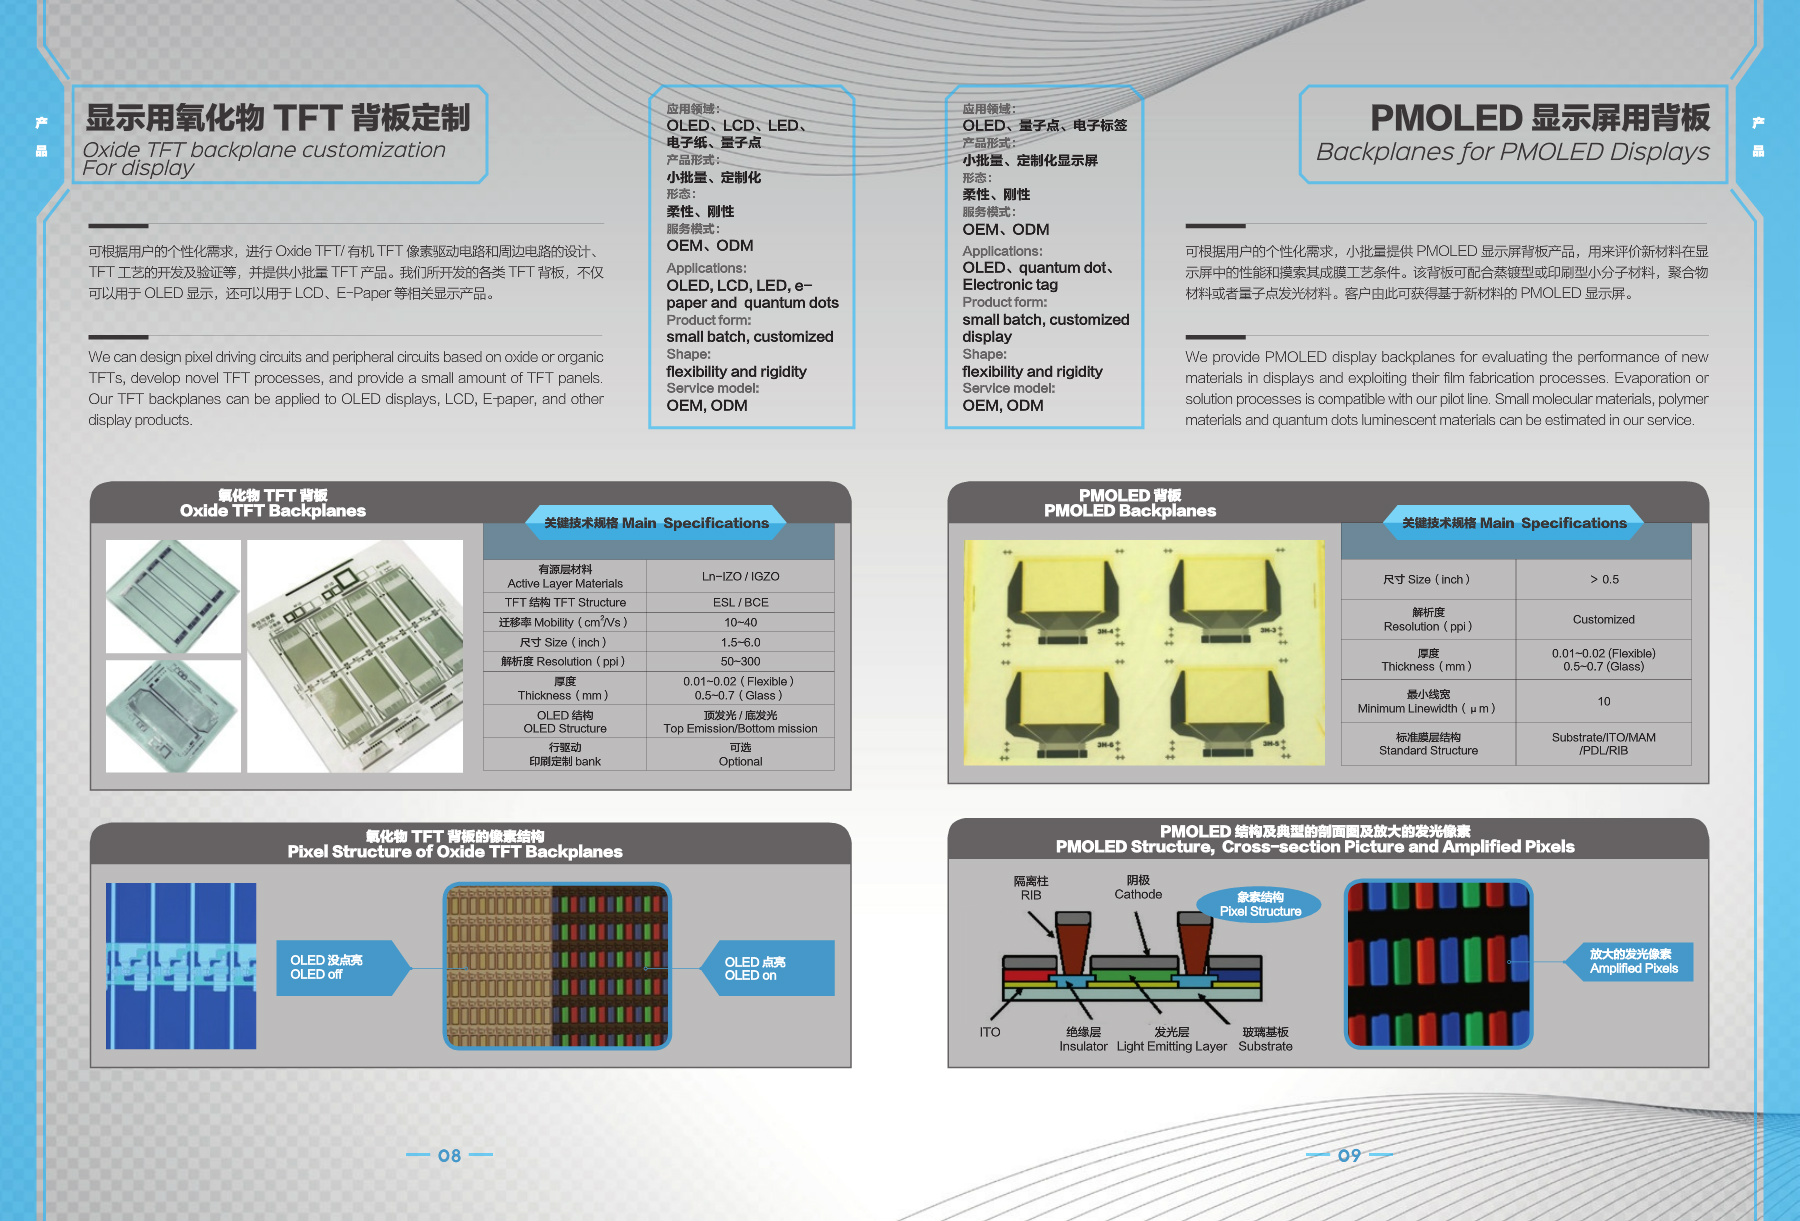 产
品
显示用氧化物 TFT 背板定制
Oxide TFT backplane customization
For display
可根据用户的个性化需求，进行 Oxide TFT/ 有机 TFT 像素驱动电路和周边电路的设计、
TFT 工艺的开发及验证等，并提供小批量 TFT 产品。我们所开发的各类 TFT 背板，不仅
可以用于 OLED 显示，还可以用于 LCD、E-Paper 等相关显示产品。
We can design pixel driving circuits and peripheral circuits based on oxide or organic
TFTs, develop novel TFT processes, and provide a small amount of TFT panels.
Our TFT backplanes can be applied to OLED displays, LCD, E-paper, and other
display products.
应用领域：
OLED、LCD、LED、
电子纸、量子点
产品形式：
小批量、定制化
形态：
柔性、刚性
服务模式：
OEM、ODM
Applications:
OLED, LCD, LED, e-
paper and quantum dots
Product form:
small batch, customized
Shape:
flexibility and rigidity
Service model:
OEM, ODM
氧化物 TFT 背板
Oxide TFT Backplanes
关键技术规格 Main Specifications
有源层材料
Active Layer Materials
Ln-IZO / IGZO
TFT 结构 TFT Structure
ESL / BCE
迁移率 Mobility（cm²/Vs）
10~40
尺寸 Size（inch）
1.5~6.0
解析度 Resolution（ppi）
50~300
厚度
Thickness（mm）
0.01~0.02（Flexible）
0.5~0.7（Glass）
OLED 结构
OLED Structure
顶发光 / 底发光
Top Emission/Bottom mission
行驱动
印刷定制 bank
可选
Optional
氧化物 TFT 背板的像素结构
Pixel Structure of Oxide TFT Backplanes
OLED 没点亮
OLED off
OLED 点亮
OLED on
08
应用领域：
OLED、量子点、电子标签
产品形式：
小批量、定制化显示屏
形态：
柔性、刚性
服务模式：
OEM、ODM
Applications:
OLED、quantum dot、
Electronic tag
Product form:
small batch, customized
display
Shape:
flexibility and rigidity
Service model:
OEM, ODM
PMOLED 显示屏用背板
Backplanes for PMOLED Displays
产
品
可根据用户的个性化需求，小批量提供 PMOLED 显示屏背板产品，用来评价新材料在显
示屏中的性能和摸索其成膜工艺条件。该背板可配合蒸镀型或印刷型小分子材料，聚合物
材料或者量子点发光材料。客户由此可获得基于新材料的 PMOLED 显示屏。
We provide PMOLED display backplanes for evaluating the performance of new
materials in displays and exploiting their film fabrication processes. Evaporation or
solution processes is compatible with our pilot line. Small molecular materials, polymer
materials and quantum dots luminescent materials can be estimated in our service.
PMOLED 背板
PMOLED Backplanes
3H-4
3H-3
3H-6
3H-5
关键技术规格 Main Specifications
尺寸 Size（inch）
> 0.5
解析度
Resolution（ppi）
Customized
厚度
Thickness（mm）
0.01~0.02 (Flexible)
0.5~0.7 (Glass)
最小线宽
Minimum Linewidth（μm）
10
标准膜层结构
Standard Structure
Substrate/ITO/MAM
/PDL/RIB
PMOLED 结构及典型的剖面图及放大的发光像素
PMOLED Structure, Cross-section Picture and Amplified Pixels
隔离柱
RIB
阴极
Cathode
象素结构
Pixel Structure
ITO
绝缘层
Insulator
发光层
Light Emitting Layer
玻璃基板
Substrate
放大的发光像素
Amplified Pixels
09